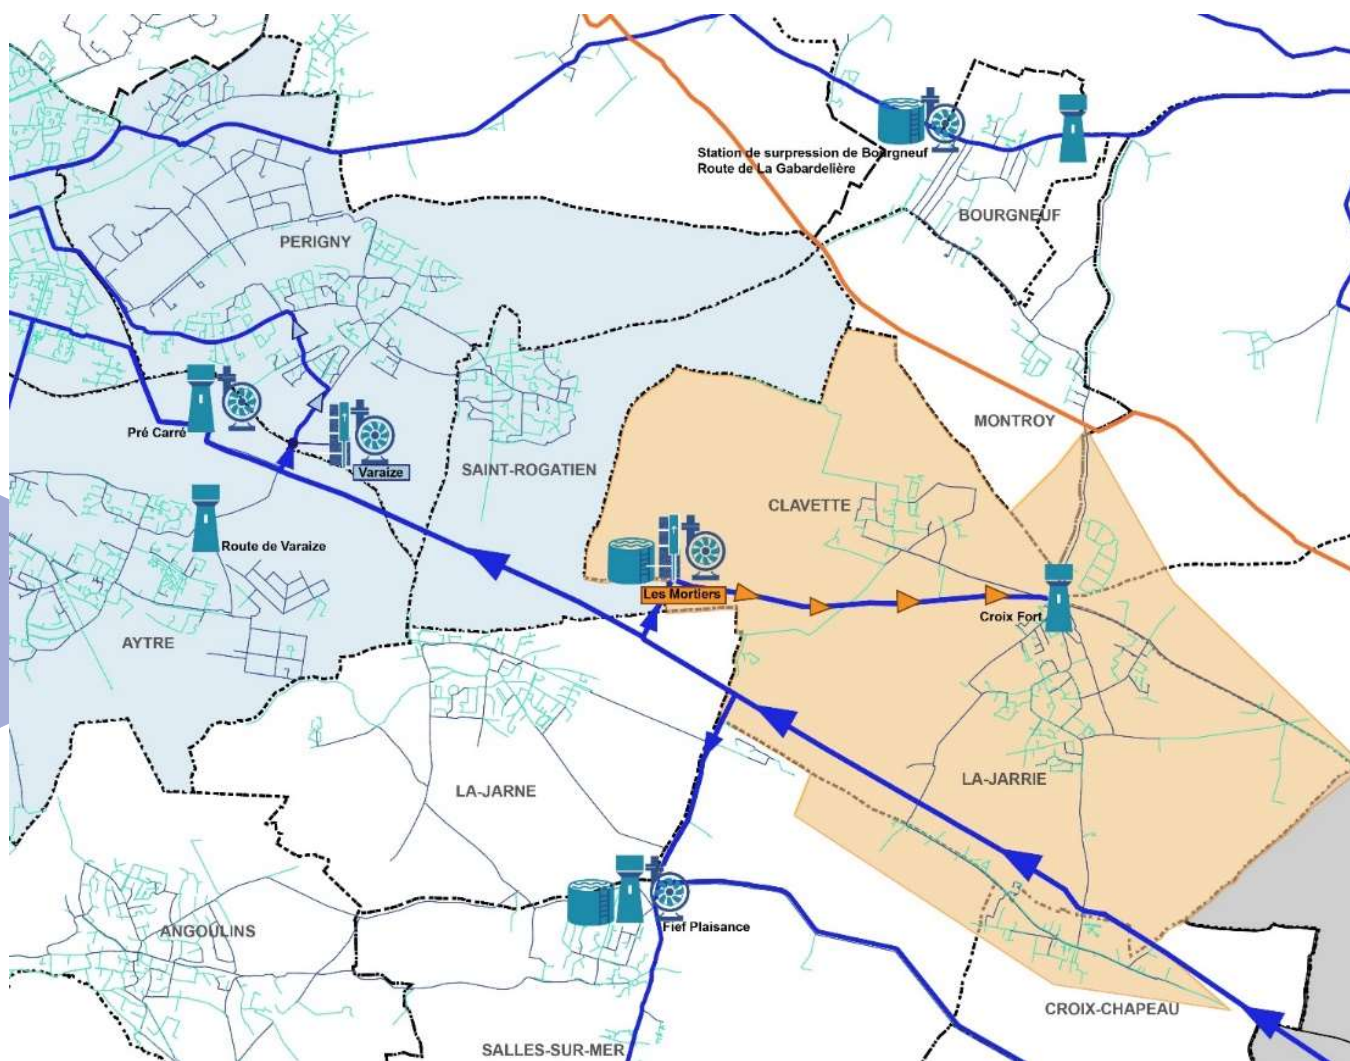 Station de surpression de Bourgneuf
Route de La Gabardelière
BOURGNEUF
PERIGNY
MONTROY
Pré Carré
Varaize
SAINT-ROGATIEN
CLAVETTE
Route de Varaize
Les Mortiers
Croix Fort
AYTRE
LA-JARNE
LA-JARRIE
Fief Plaisance
ANGOULINS
CROIX-CHAPEAU
SALLES-SUR-MER